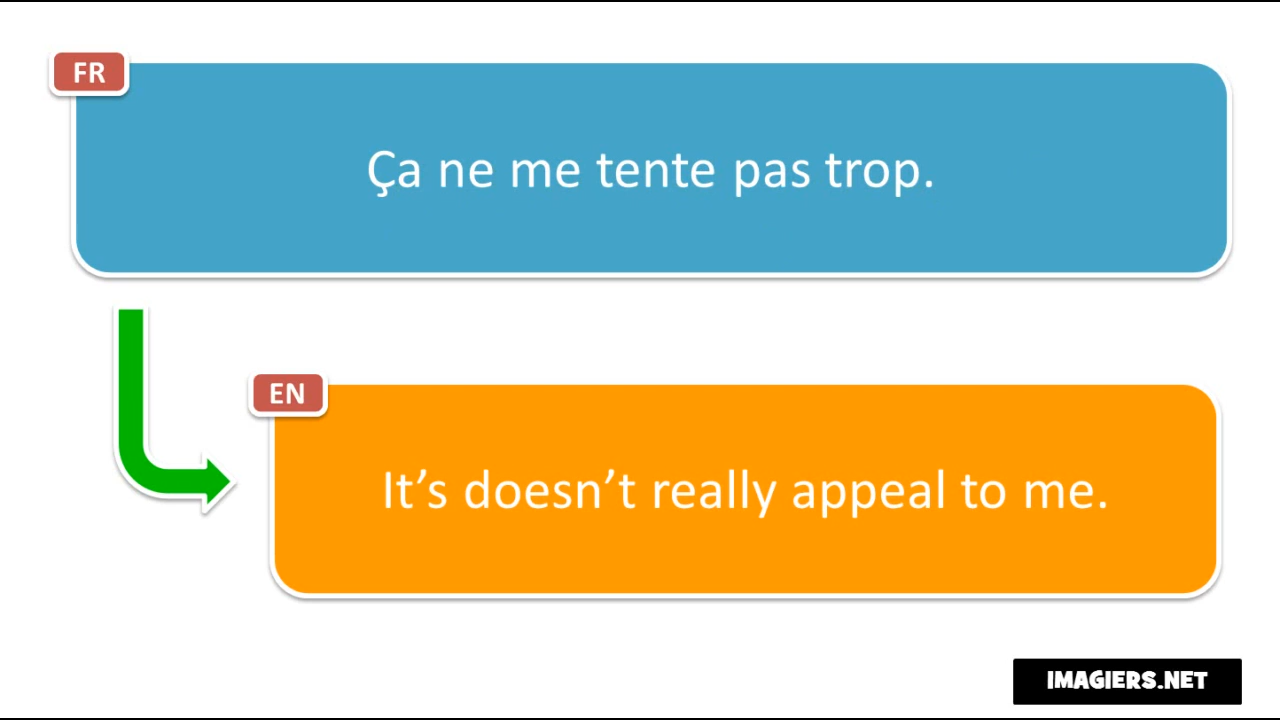 FR
Ça ne me tente pas trop.
EN
It’s doesn’t really appeal to me.
IMAGIERS.NET